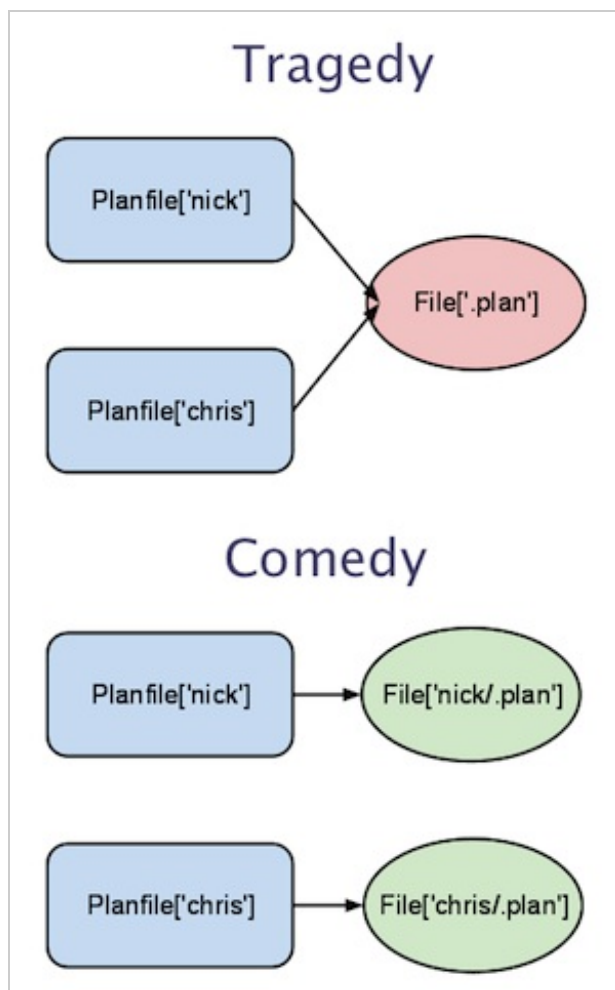 Tragedy
Planfile['nick']
File['.plan']
Planfile['chris']
Comedy
Planfile['nick']
File['nick/.plan']
Planfile['chris']
File['chris/.plan']